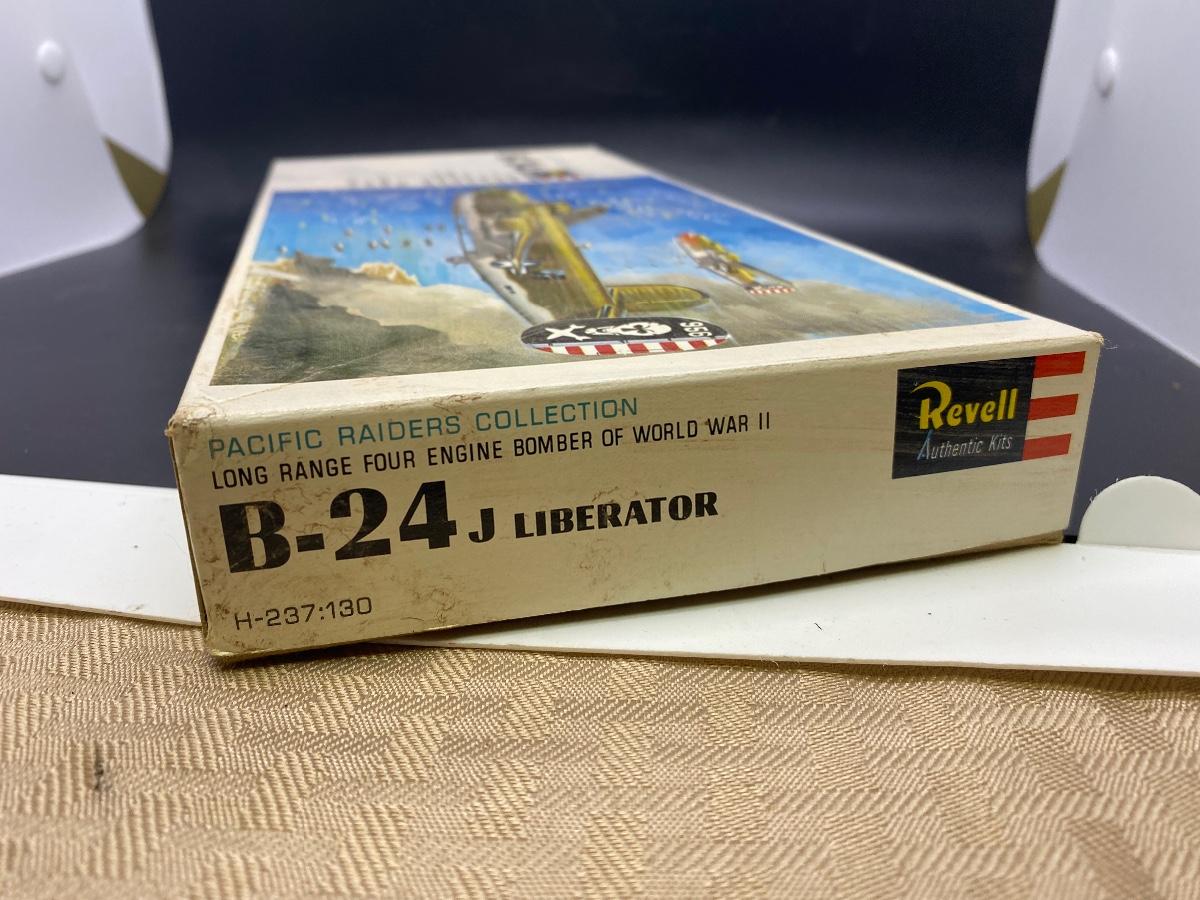 956
PACIFIC RAIDERS COLLECTION
LONG RANGE FOUR ENGINE BOMBER OF WORLD WAR II
B-24 J LIBERATOR
H-237:130
Revell
Authentic Kits